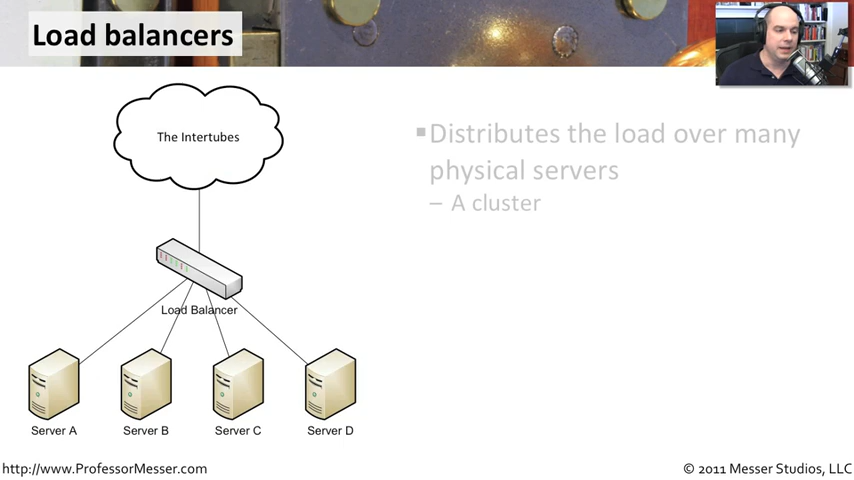 Load balancers
The Intertubes
▪Distributes the load over many
physical servers
– A cluster
Load Balancer
Server A
Server B
Server C
Server D
http://www.ProfessorMesser.com
© 2011 Messer Studios, LLC